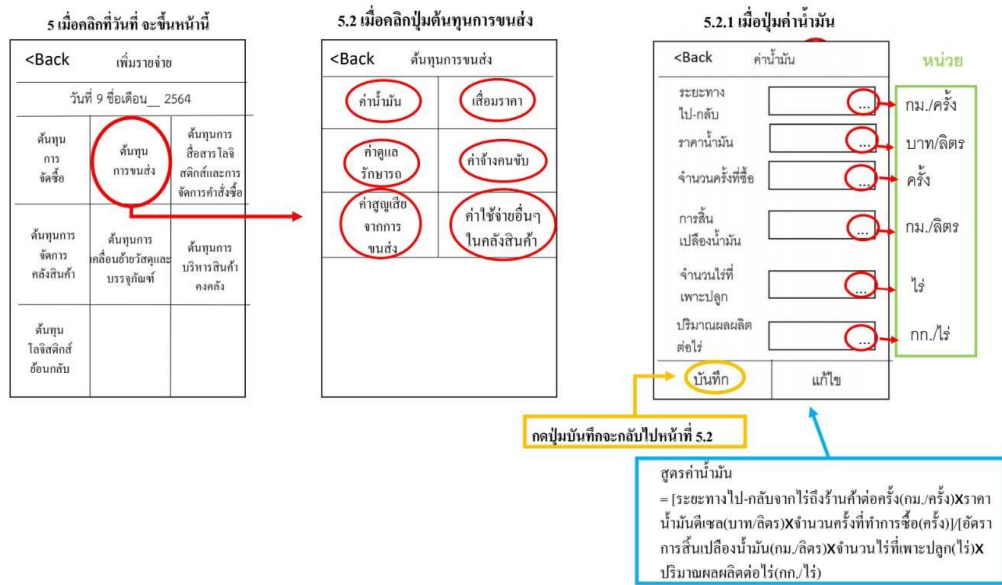 5 เมื่อคลิกที่วันที่ จะขึ้นหน้านี้
<Back เพิ่มรายจ่าย
วันที่ 9 ชื่อเดือน__ 2564
ต้นทุน
การ
จัดซื้อ
ต้นทุน
การขนส่ง
ต้นทุนการ
สื่อสารโลจิ
สติกส์และการ
จัดการคำสั่งซื้อ
ต้นทุนการ
จัดการ
คลังสินค้า
ต้นทุนการ
เคลื่อนย้ายวัสดุและ
บรรจุภัณฑ์
ต้นทุนการ
บริหารสินค้า
คงคลัง
ต้นทุน
โลจิสติกส์
ย้อนกลับ
5.2 เมื่อคลิกปุ่มต้นทุนการขนส่ง
<Back ต้นทุนการขนส่ง
ค่าน้ำมัน
เสื่อมราคา
ค่าดูแล
รักษารถ
ค่าจ้างคนขับ
ค่าสูญเสีย
จากการ
ขนส่ง
ค่าใช้จ่ายอื่นๆ
ในคลังสินค้า
5.2.1 เมื่อปุ่มค่าน้ำมัน
<Back ค่าน้ำมัน
หน่วย
ระยะทาง
ไป-กลับ
... กม./ครั้ง
ราคาน้ำมัน ... บาท/ลิตร
จำนวนครั้งที่ซื้อ ... ครั้ง
การสิ้น
เปลืองน้ำมัน
... กม./ลิตร
จำนวนไร่ที่
เพาะปลูก
... ไร่
ปริมาณผลผลิต
ต่อไร่
... กก./ไร่
บันทึก แก้ไข
กดปุ่มบันทึกจะกลับไปหน้าที่ 5.2
สูตรค่าน้ำมัน
= [ระยะทางไป-กลับจากไร่ถึงร้านค้าต่อครั้ง(กม./ครั้ง)Xราคา
น้ำมันดีเซล(บาท/ลิตร)Xจำนวนครั้งที่ทำการซื้อ(ครั้ง)]/[อัตรา
การสิ้นเปลืองน้ำมัน(กม./ลิตร)Xจำนวนไร่ที่เพาะปลูก(ไร่)X
ปริมาณผลผลิตต่อไร่(กก./ไร่)